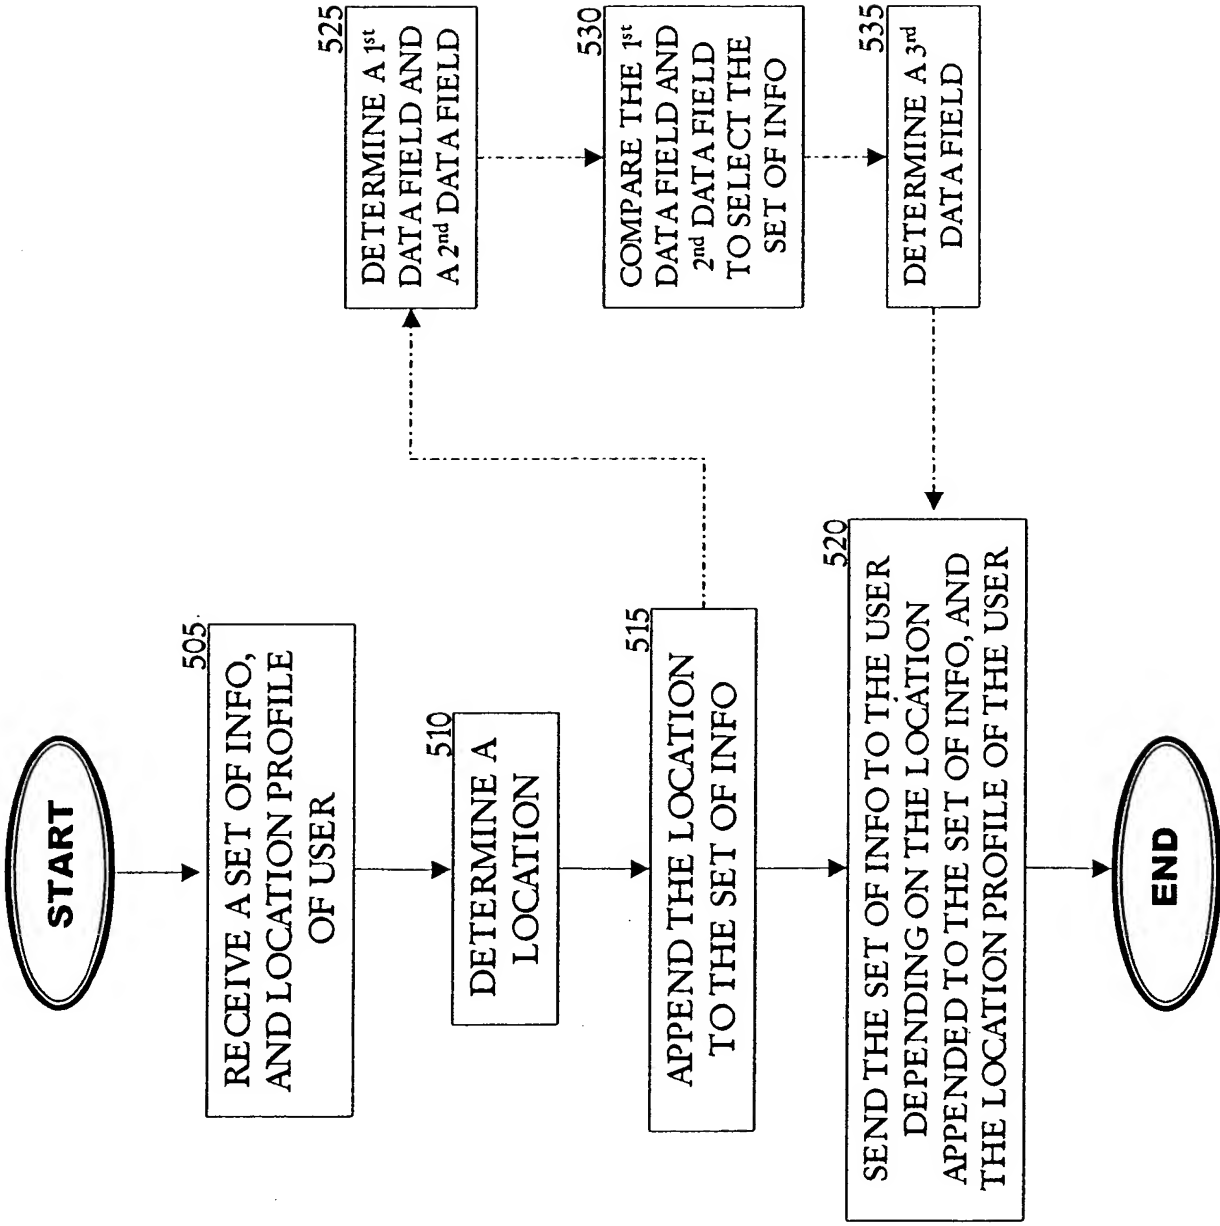 START
505
RECEIVE A SET OF INFO,
AND LOCATION PROFILE
OF USER
510
DETERMINE A
LOCATION
515
APPEND THE LOCATION
TO THE SET OF INFO
520
SEND THE SET OF INFO TO THE USER
DEPENDING ON THE LOCATION
APPENDED TO THE SET OF INFO, AND
THE LOCATION PROFILE OF THE USER
END
525
DETERMINE A 1st
DATA FIELD AND
A 2nd DATA FIELD
530
COMPARE THE 1st
DATA FIELD AND
2nd DATA FIELD
TO SELECT THE
SET OF INFO
535
DETERMINE A 3rd
DATA FIELD